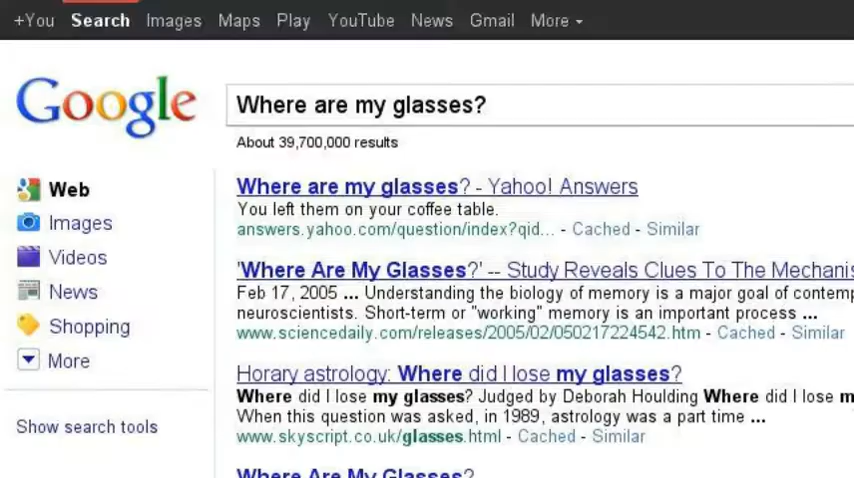 +You Search Images Maps Play YouTube News Gmail More
Google
Where are my glasses?
About 39,700,000 results
Web
Images
Videos
News
Shopping
More
Show search tools
Where are my glasses? - Yahoo! Answers
You left them on your coffee table.
answers.yahoo.com/question/index?qid... - Cached - Similar
'Where Are My Glasses?' -- Study Reveals Clues To The Mechanis
Feb 17, 2005 ... Understanding the biology of memory is a major goal of contemp
neuroscientists. Short-term or "working" memory is an important process ...
www.sciencedaily.com/releases/2005/02/050217224542.htm - Cached - Similar
Horary astrology: Where did I lose my glasses?
Where did I lose my glasses? Judged by Deborah Houlding Where did I lose m
When this question was asked, in 1989, astrology was a part time ...
www.skyscript.co.uk/glasses.html - Cached - Similar
Where Are My Glasses?